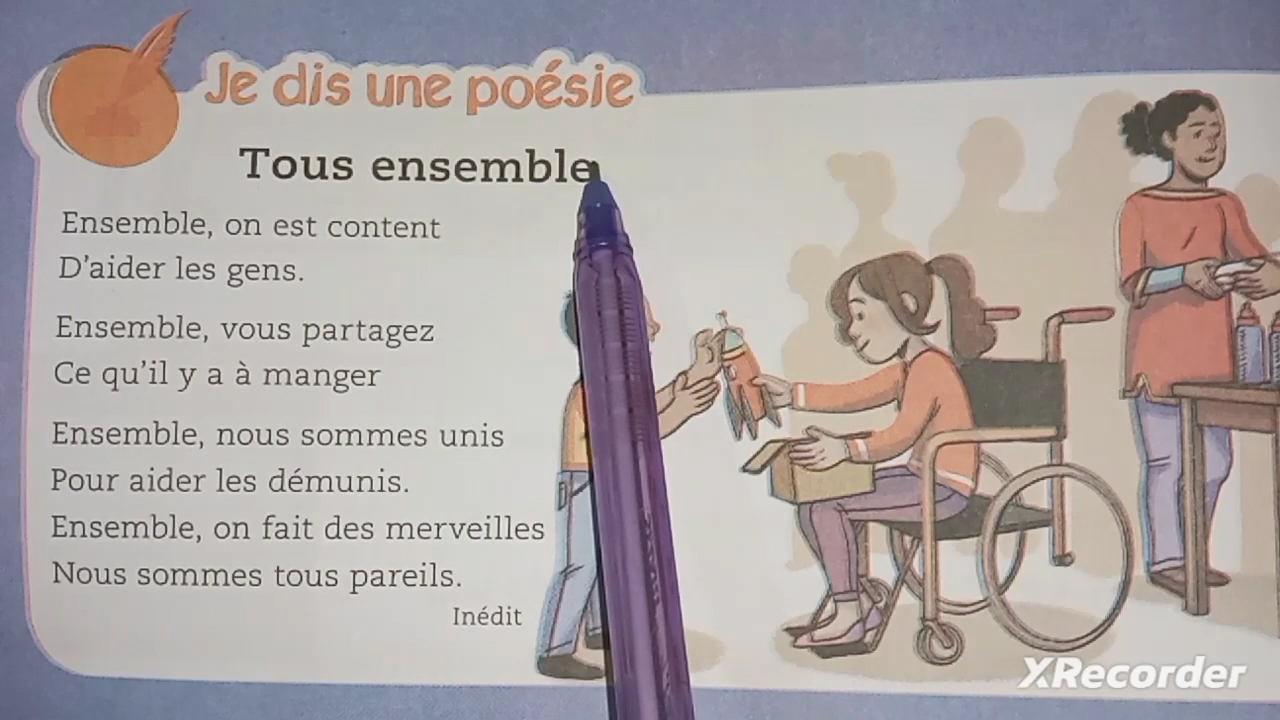 Je dis une poésie
Tous ensemble
Ensemble, on est content
D'aider les gens.
Ensemble, vous partagez
Ce qu'il y a à manger
Ensemble, nous sommes unis
Pour aider les démunis.
Ensemble, on fait des merveilles
Nous sommes tous pareils.
Inédit
XRecorder